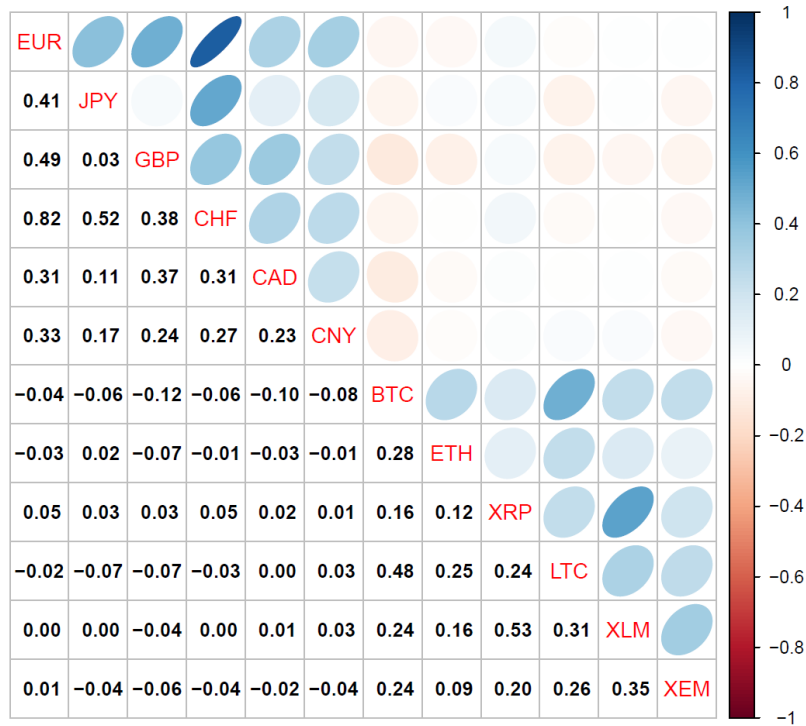 EUR
0.41 JPY
0.49 0.03 GBP
0.82 0.52 0.38 CHF
0.31 0.11 0.37 0.31 CAD
0.33 0.17 0.24 0.27 0.23 CNY
−0.04 −0.06 −0.12 −0.06 −0.10 −0.08 BTC
−0.03 0.02 −0.07 −0.01 −0.03 −0.01 0.28 ETH
0.05 0.03 0.03 0.05 0.02 0.01 0.16 0.12 XRP
−0.02 −0.07 −0.07 −0.03 0.00 0.03 0.48 0.25 0.24 LTC
0.00 0.00 −0.04 0.00 0.01 0.03 0.24 0.16 0.53 0.31 XLM
0.01 −0.04 −0.06 −0.04 −0.02 −0.04 0.24 0.09 0.20 0.26 0.35 XEM
1
0.8
0.6
0.4
0.2
0
−0.2
−0.4
−0.6
−0.8
−1